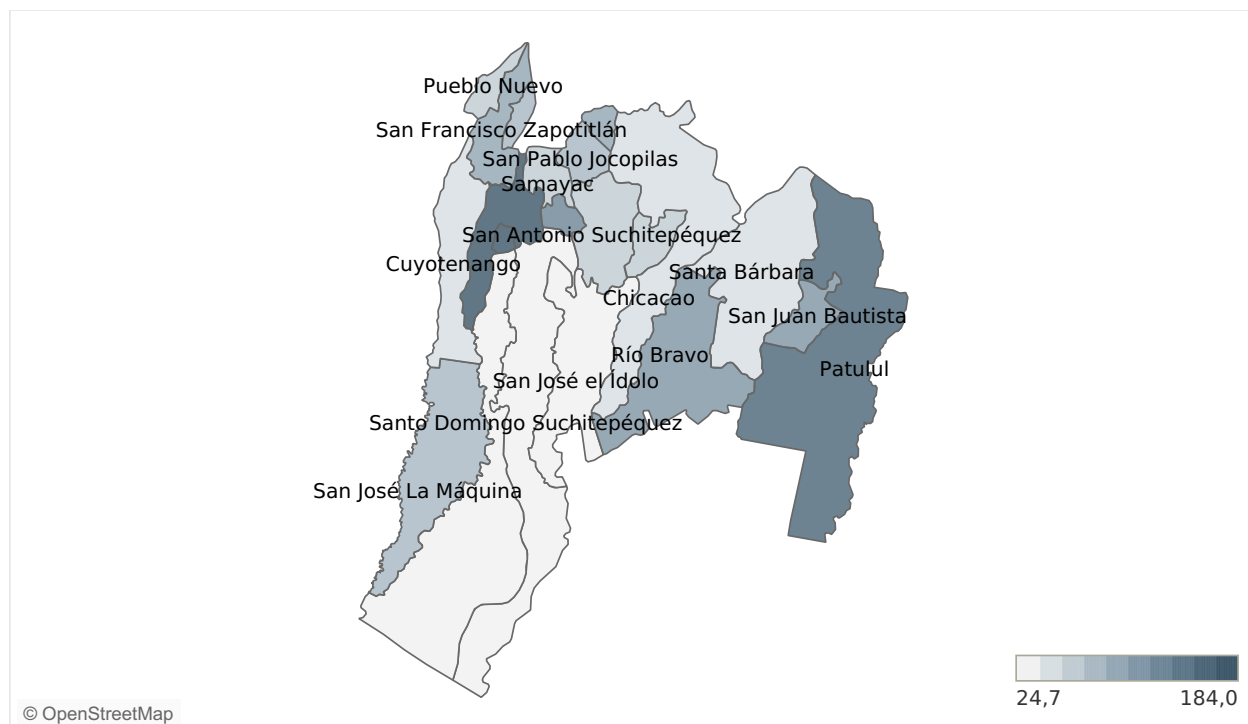 Pueblo Nuevo
San Francisco Zapotitlán
San Pablo Jocopilas
Samayac
San Antonio Suchitepéquez
Cuyotenango
Santa Bárbara
Chicacao
San Juan Bautista
Río Bravo
Patulul
San José el Ídolo
Santo Domingo Suchitepéquez
San José La Máquina
24,7
184,0
© OpenStreetMap